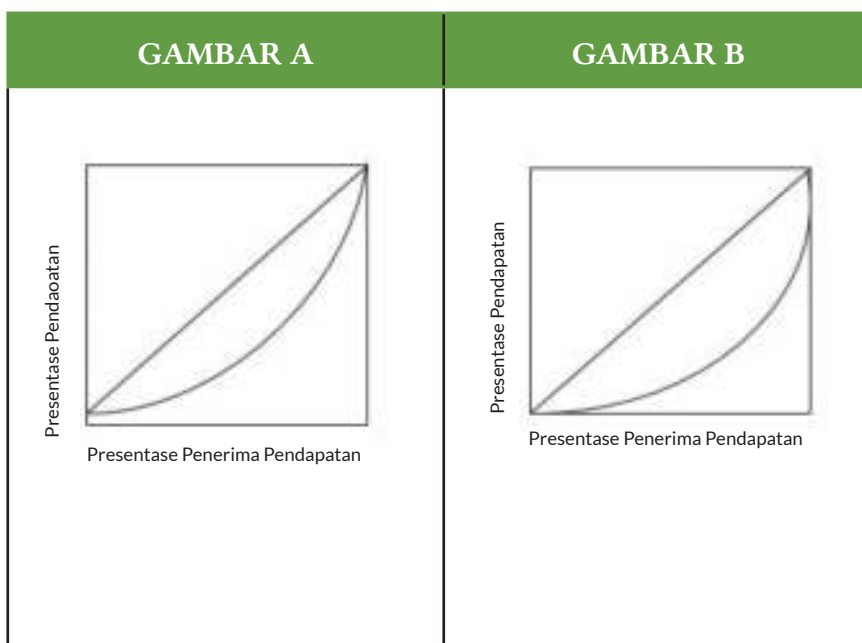 GAMBAR A
GAMBAR B
Presentase Pendaoatan
Presentase Penerima Pendapatan
Presentase Pendapatan
Presentase Penerima Pendapatan